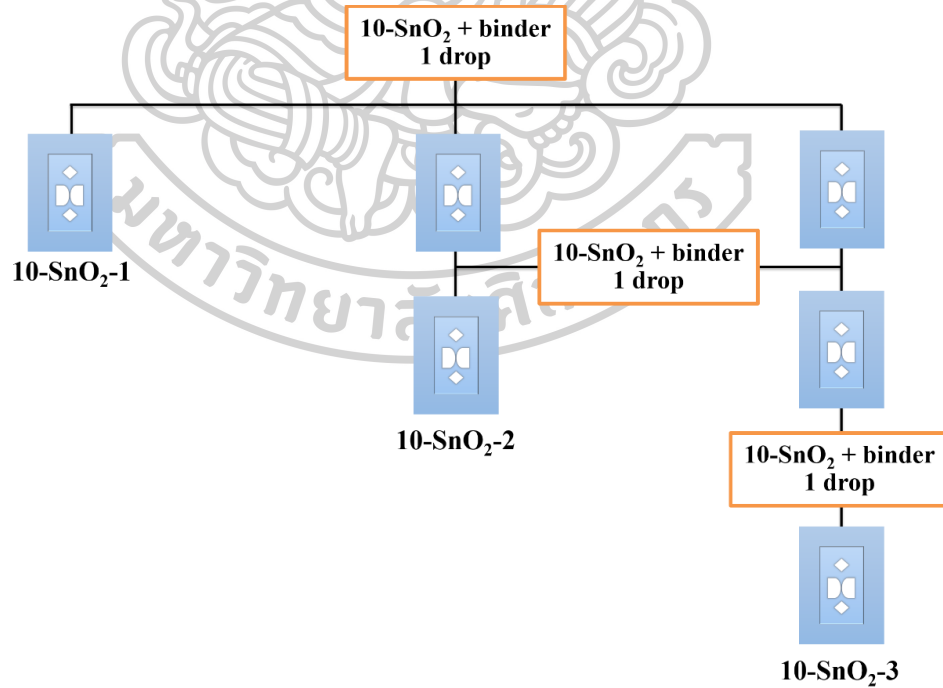 10-SnO₂ + binder
1 drop
10-SnO₂-1
10-SnO₂ + binder
1 drop
10-SnO₂-2
10-SnO₂ + binder
1 drop
10-SnO₂-3